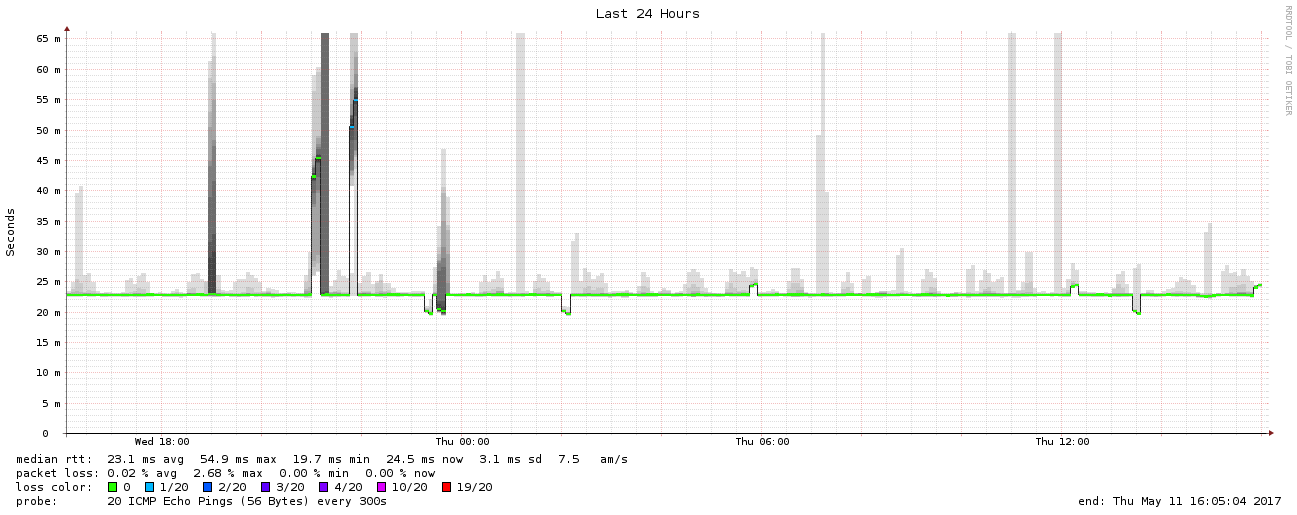 Last 24 Hours
RRDTOOL / TOBI OETIKER
Seconds
65 m
60 m
55 m
50 m
45 m
40 m
35 m
30 m
25 m
20 m
15 m
10 m
5 m
0
Wed 18:00 Thu 00:00 Thu 06:00 Thu 12:00
median rtt: 23.1 ms avg 54.9 ms max 19.7 ms min 24.5 ms now 3.1 ms sd 7.5 am/s
packet loss: 0.02 % avg 2.68 % max 0.00 % min 0.00 % now
loss color: 0 1/20 2/20 3/20 4/20 10/20 19/20
probe: 20 ICMP Echo Pings (56 Bytes) every 300s end: Thu May 11 16:05:04 2017